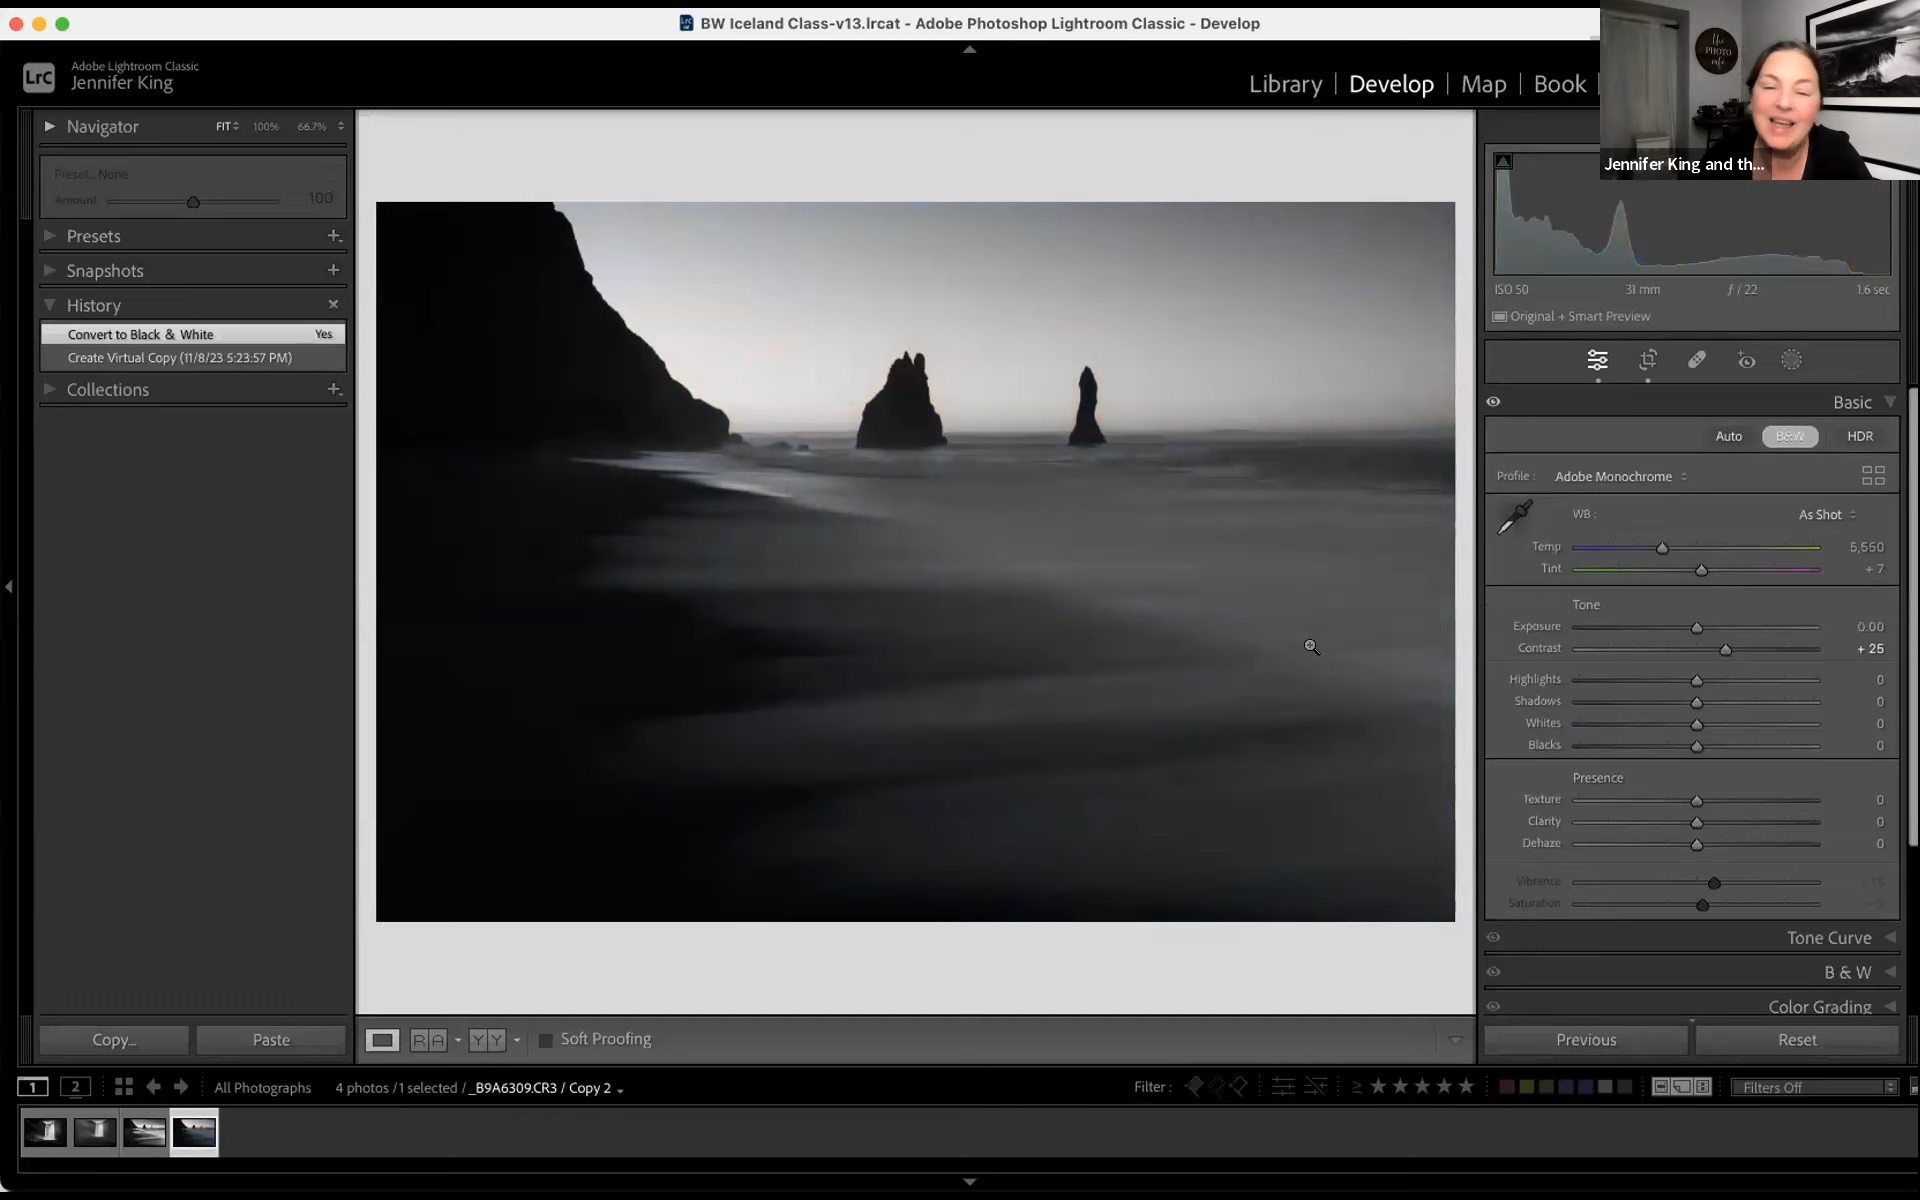 BW Iceland Class-v13.lrcat - Adobe Photoshop Lightroom Classic - Develop
the
PHOTO
LrC
Adobe Lightroom Classic
Jennifer King
Library | Develop | Map | Book |
Jennifer King and th...
Navigator FIT 100% 66.7%
Preset: None
Amount 100
Presets
Snapshots
History
Convert to Black & White Yes
Create Virtual Copy (11/8/23 5:23:57 PM)
Collections
ISO 50 31 mm f / 22 1.6 sec
Original + Smart Preview
Basic
Auto B&W HDR
Profile : Adobe Monochrome
WB : As Shot
Temp 5,550
Tint + 7
Tone
Exposure 0.00
Contrast + 25
Highlights 0
Shadows 0
Whites 0
Blacks 0
Presence
Texture 0
Clarity 0
Dehaze 0
Vibrance
Saturation
Tone Curve
B & W
Color Grading
Copy... Paste
R A Y Y Soft Proofing
Previous Reset
1 2 All Photographs 4 photos / 1 selected / _B9A6309.CR3 / Copy 2
Filter : ≥ ★ ★ ★ ★ ★ Filters Off